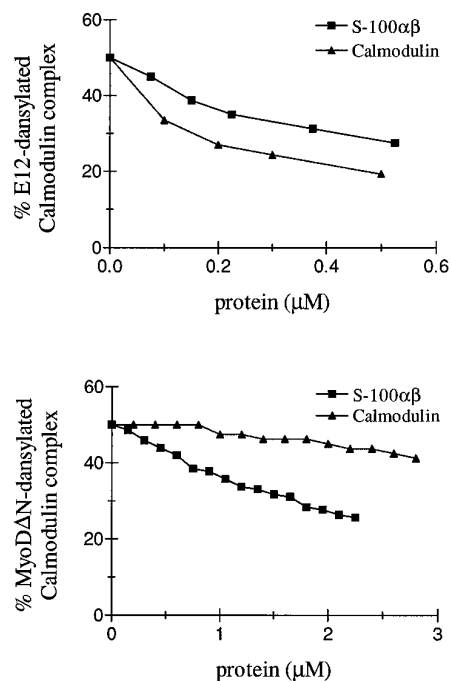 % E12-dansylated
Calmodulin complex
60
40
20
0
S-100αβ
Calmodulin
0.0 0.2 0.4 0.6
protein (μM)
% MyoDΔN-dansylated
Calmodulin complex
60
40
20
0
S-100αβ
Calmodulin
0 1 2 3
protein (μM)